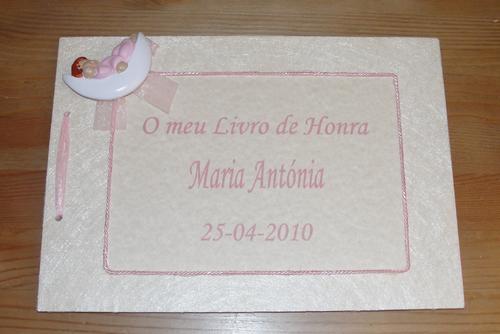 O meu Livro de Honra
Maria Antónia
25-04-2010